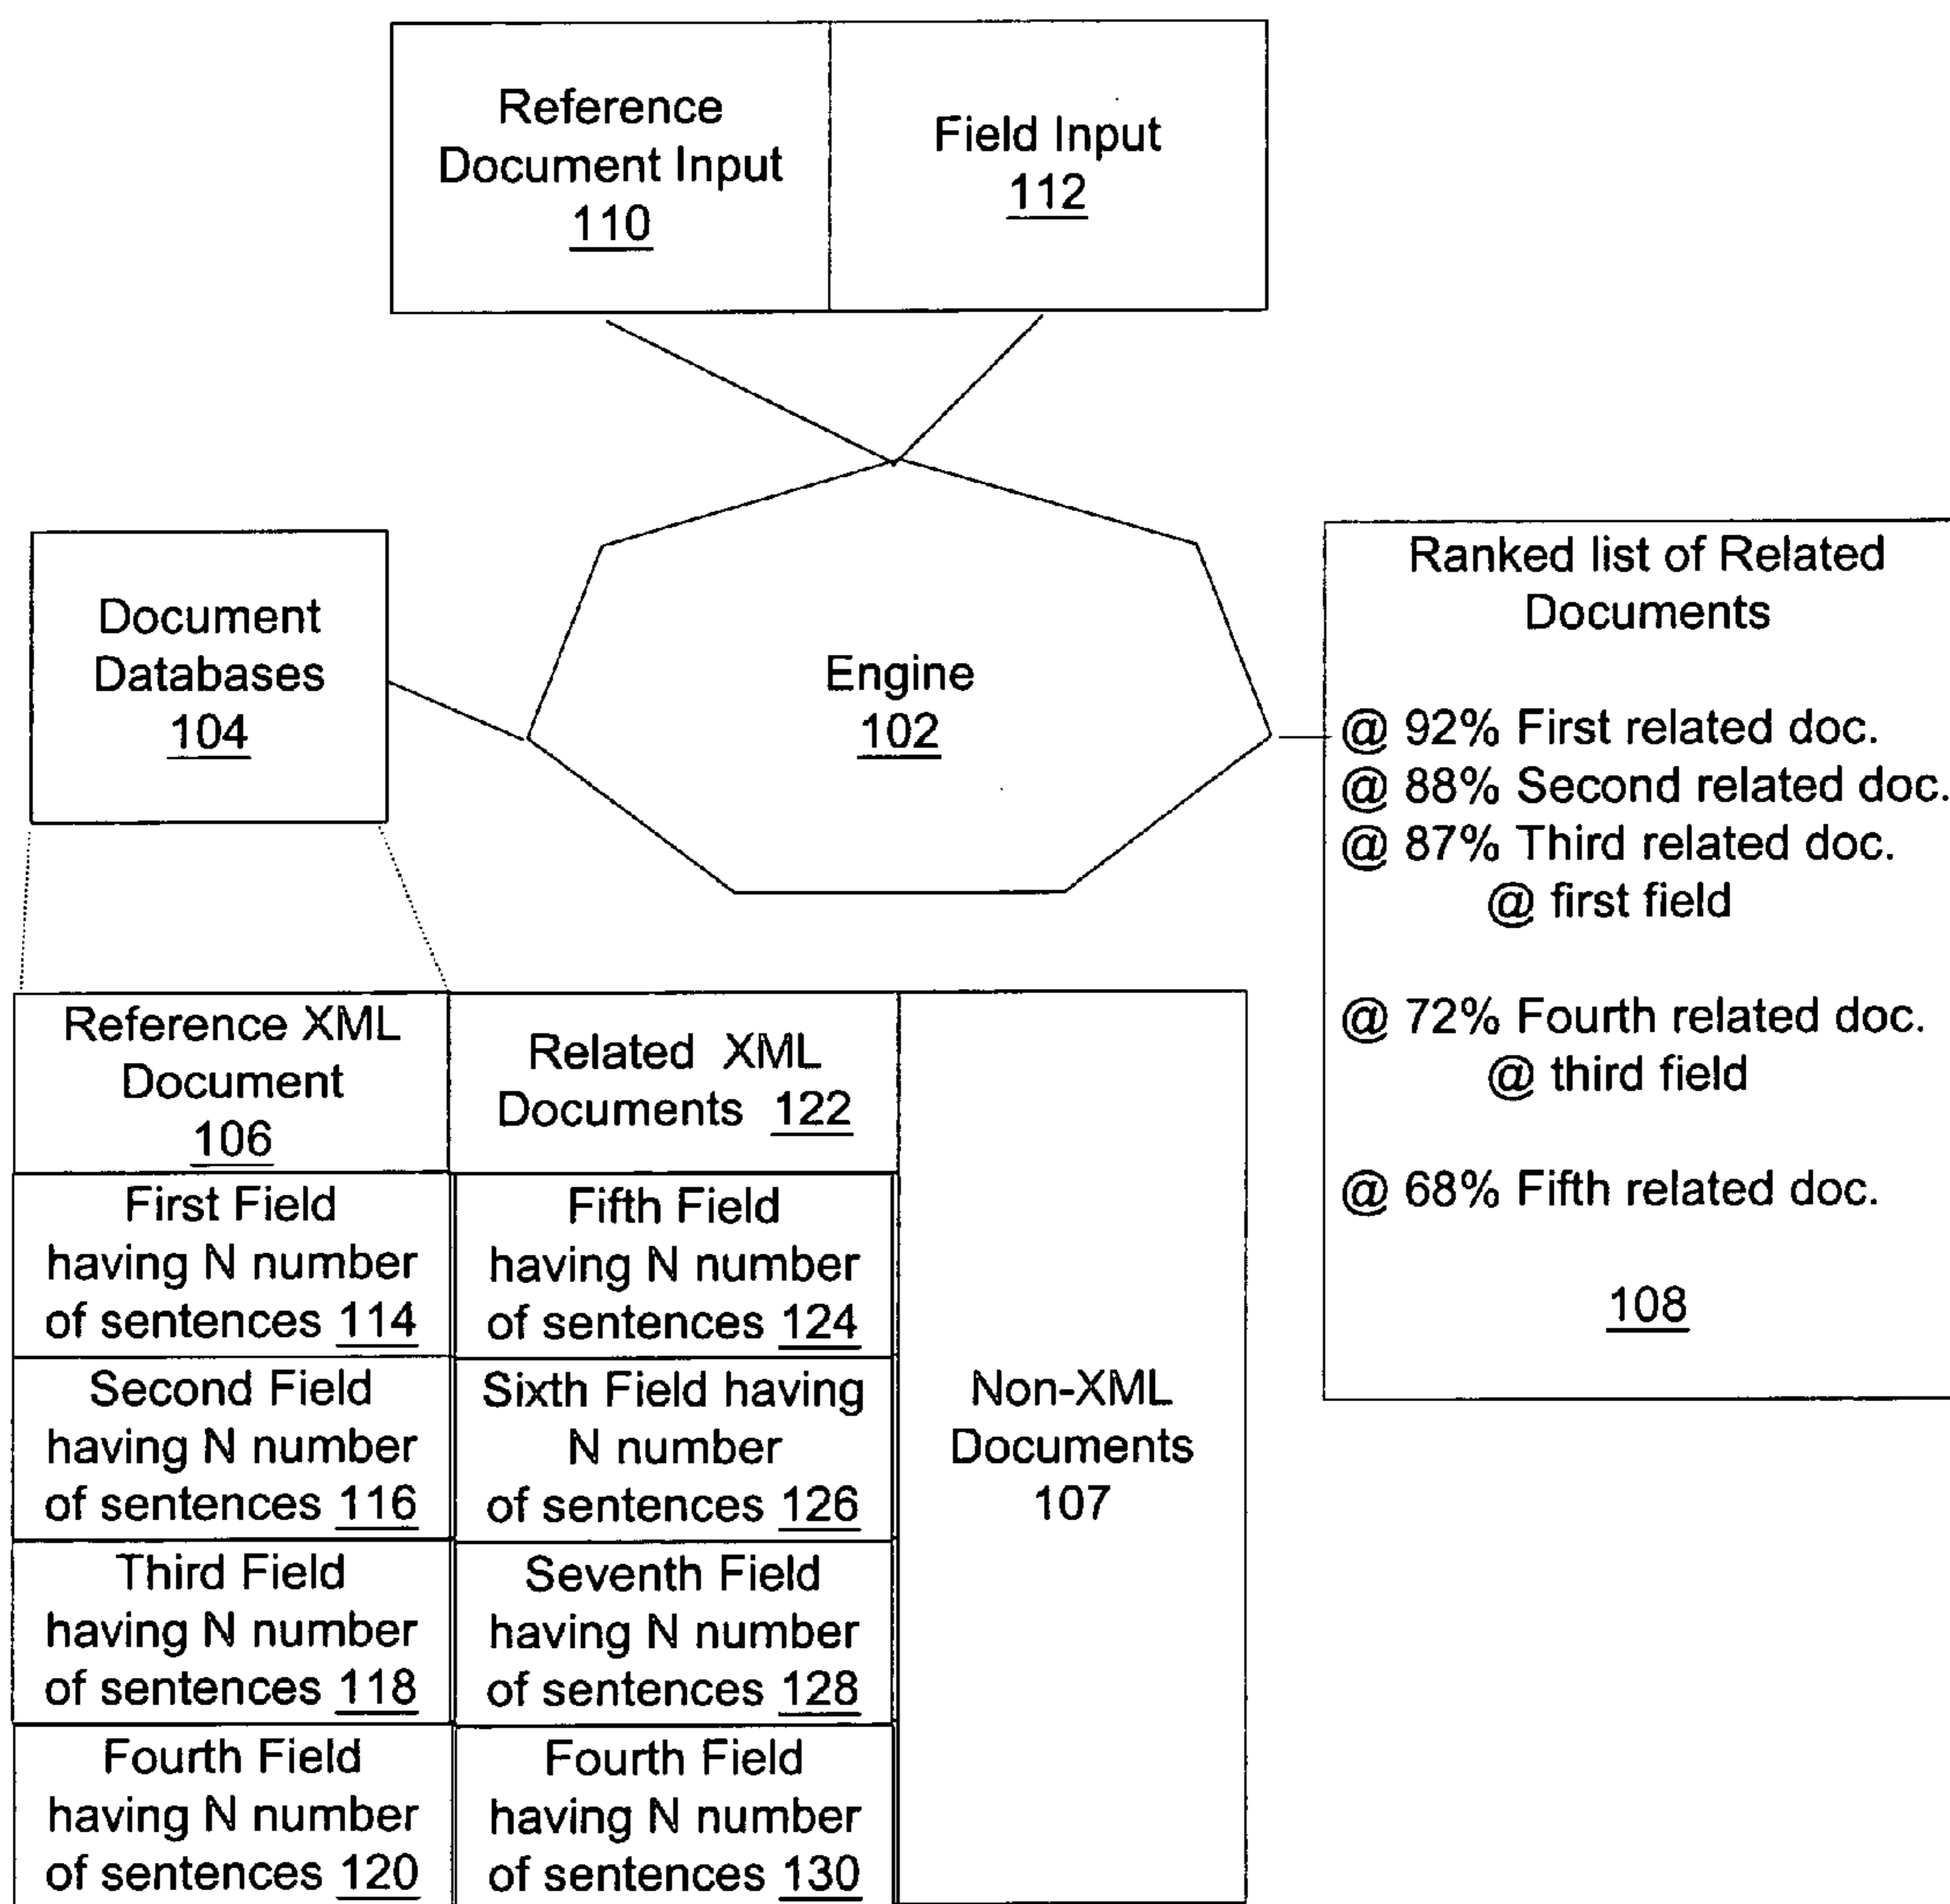 Reference
Document Input
110
Field Input
112
Document
Databases
104
Engine
102
Ranked list of Related
Documents
@ 92% First related doc.
@ 88% Second related doc.
@ 87% Third related doc.
@ first field
@ 72% Fourth related doc.
@ third field
@ 68% Fifth related doc.
108
Reference XML
Document
106
Related XML
Documents 122
First Field
having N number
of sentences 114
Fifth Field
having N number
of sentences 124
Second Field
having N number
of sentences 116
Sixth Field having
N number
of sentences 126
Third Field
having N number
of sentences 118
Seventh Field
having N number
of sentences 128
Fourth Field
having N number
of sentences 120
Fourth Field
having N number
of sentences 130
Non-XML
Documents
107